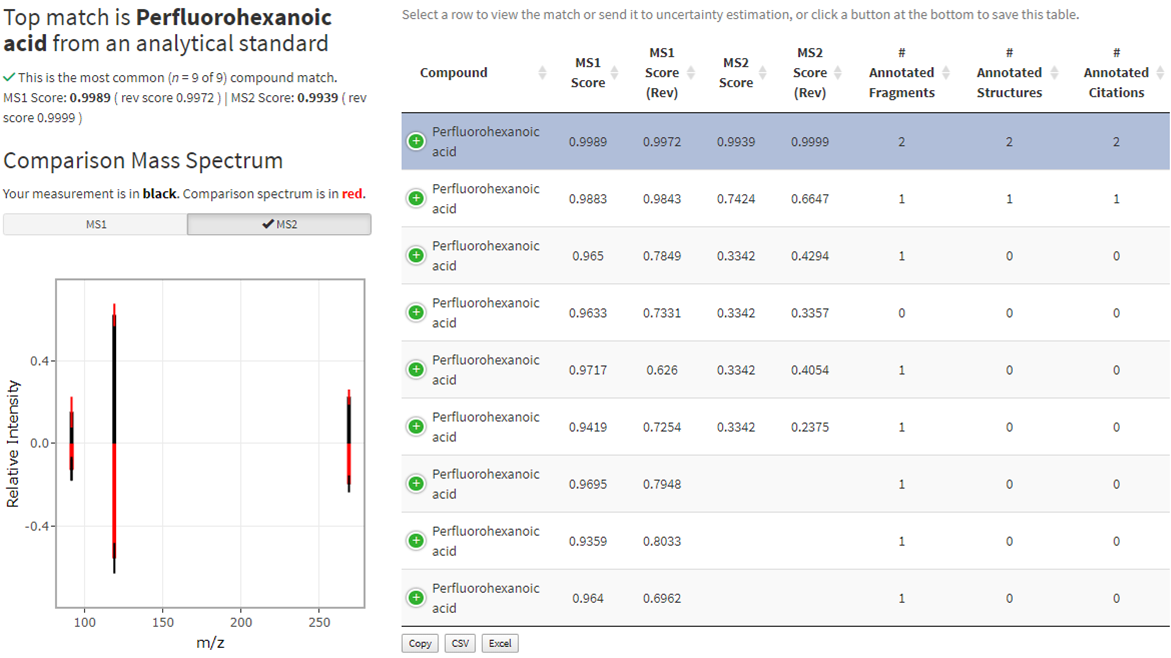 Top match is Perfluorohexanoic
acid from an analytical standard
This is the most common (n = 9 of 9) compound match.
MS1 Score: 0.9989 ( rev score 0.9972 ) | MS2 Score: 0.9939 ( rev
score 0.9999 )
Comparison Mass Spectrum
Your measurement is in black. Comparison spectrum is in red.
MS1 MS2
0.4
0.0
-0.4
Relative Intensity
100 150 200 250
m/z
Select a row to view the match or send it to uncertainty estimation, or click a button at the bottom to save this table.
Compound MS1 Score MS1 Score (Rev) MS2 Score MS2 Score (Rev) # Annotated Fragments # Annotated Structures # Annotated Citations
Perfluorohexanoic acid 0.9989 0.9972 0.9939 0.9999 2 2 2
Perfluorohexanoic acid 0.9883 0.9843 0.7424 0.6647 1 1 1
Perfluorohexanoic acid 0.965 0.7849 0.3342 0.4294 1 0 0
Perfluorohexanoic acid 0.9633 0.7331 0.3342 0.3357 0 0 0
Perfluorohexanoic acid 0.9717 0.626 0.3342 0.4054 1 0 0
Perfluorohexanoic acid 0.9419 0.7254 0.3342 0.2375 1 0 0
Perfluorohexanoic acid 0.9695 0.7948 1 0 0
Perfluorohexanoic acid 0.9359 0.8033 1 0 0
Perfluorohexanoic acid 0.964 0.6962 1 0 0
Copy CSV Excel